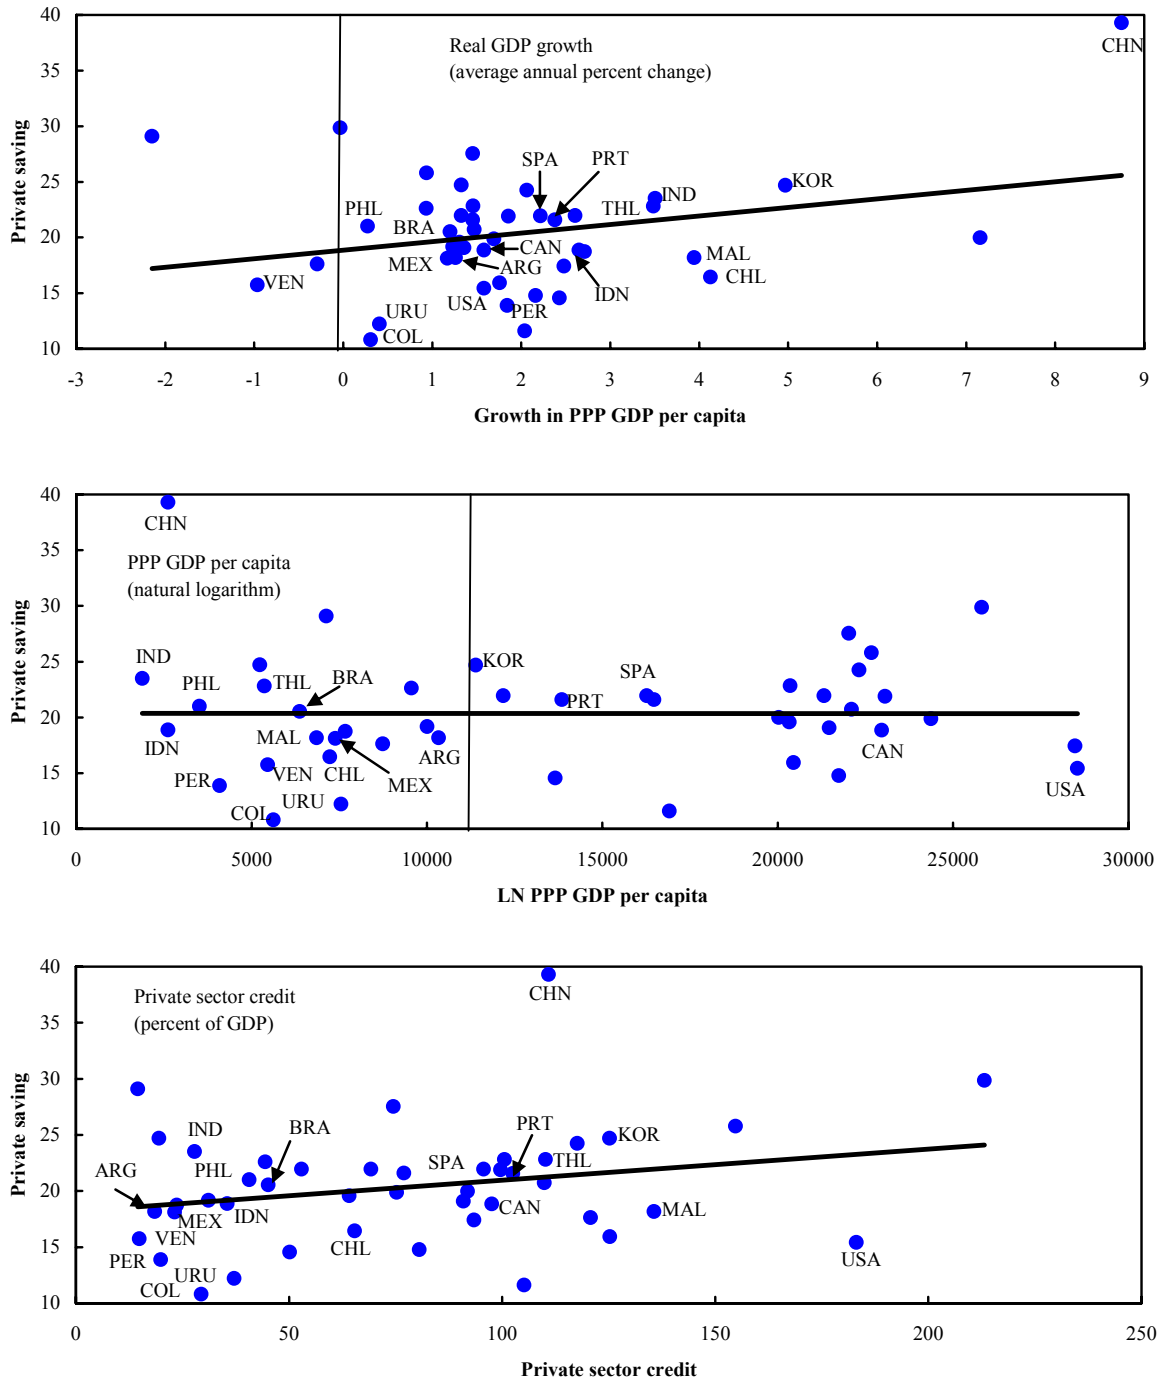 40
35
30
25
20
15
10
Private saving
Real GDP growth
(average annual percent change)
CHN
SPA
PRT
KOR
IND
THL
PHL
BRA
CAN
MAL
MEX
ARG
CHL
VEN
USA
PER
IDN
URU
COL
-3
-2
-1
0
1
2
3
4
5
6
7
8
9
Growth in PPP GDP per capita
40
35
30
25
20
15
10
Private saving
CHN
PPP GDP per capita
(natural logarithm)
IND
PHL
THL
BRA
KOR
SPA
PRT
IDN
MAL
ARG
CAN
PER
VEN
CHL
MEX
USA
COL
URU
0
5000
10000
15000
20000
25000
30000
LN PPP GDP per capita
40
35
30
25
20
15
10
Private saving
CHN
Private sector credit
(percent of GDP)
IND
BRA
PRT
KOR
ARG
PHL
SPA
THL
MEX
IDN
CAN
MAL
VEN
PER
CHL
USA
URU
COL
0
50
100
150
200
250
Private sector credit